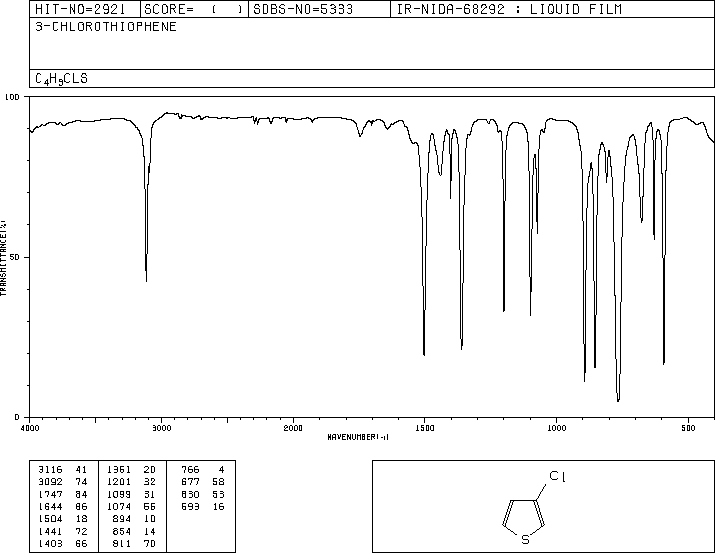 HIT-NO=2921 SCORE= ( ) SDBS-NO=5333 IR-NIDA-68292 : LIQUID FILM
3-CHLOROTHIOPHENE
C4H3CLS
100
50
0
TRANSMITTANCE(%)
4000 3000 2000 1500 1000 500
WAVENUMBER(-1)
3116 41 1361 20 766 4
3092 74 1201 32 677 58
1747 84 1099 31 630 53
1644 86 1074 55 593 16
1504 18 894 10
1441 72 854 14
1403 66 811 70
Cl
S